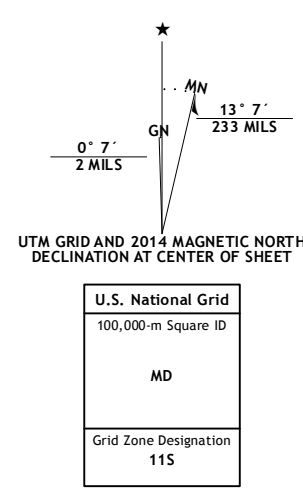 ★
MN
13° 7´
233 MILS
GN
0° 7´
2 MILS
UTM GRID AND 2014 MAGNETIC NORTH
DECLINATION AT CENTER OF SHEET
U.S. National Grid
100,000-m Square ID
MD
Grid Zone Designation
11S